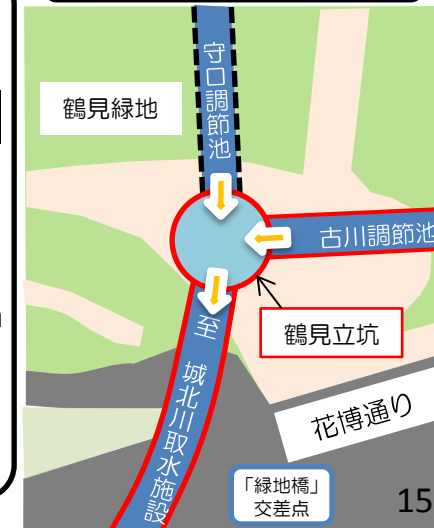 守口調節池
鶴見緑地
古川調節池
鶴見立坑
至 城北川取水施設
花博通り
「緑地橋」
交差点
15